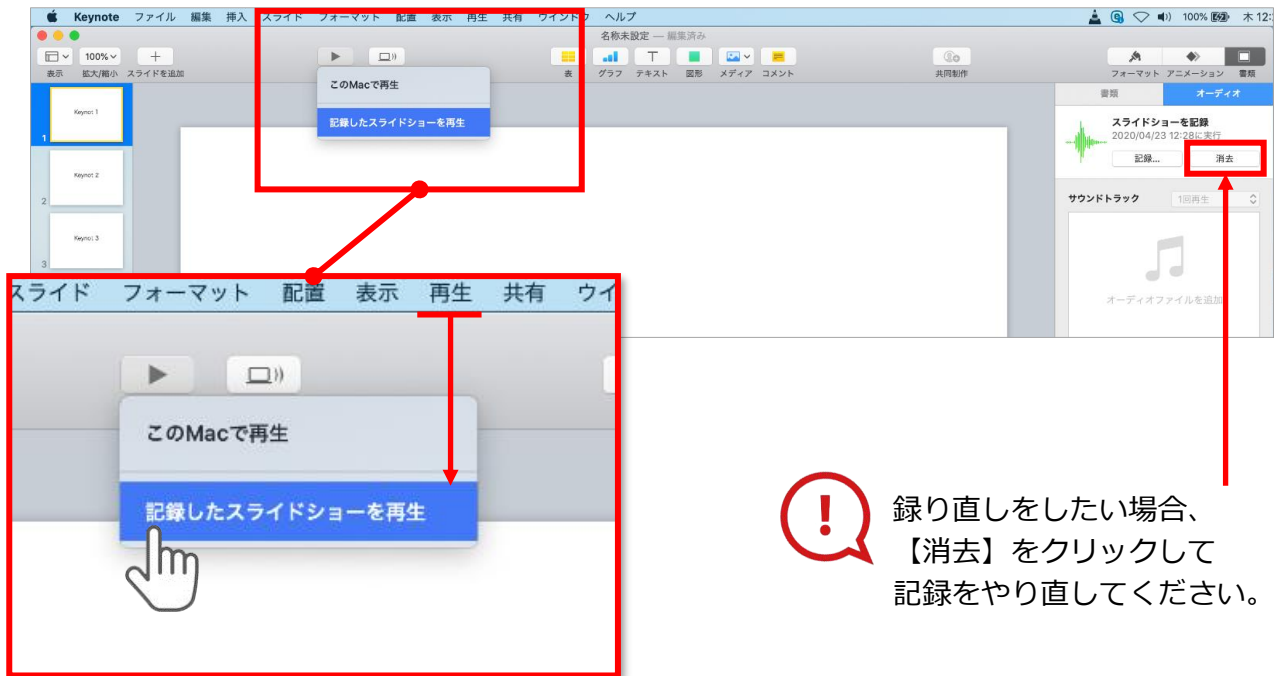 Keynote ファイル 編集 挿入 スライド フォーマット 配置 表示 再生 共有 ウインドウ ヘルプ 100% 木 12:
名称未設定 — 編集済み
100%
表示 拡大/縮小 スライドを追加 表 グラフ テキスト 図形 メディア コメント 共同制作 フォーマット アニメーション 書類
このMacで再生
記録したスライドショーを再生
書類 オーディオ
スライドショーを記録
2020/04/23 12:28に実行
記録... 消去
サウンドトラック 1回再生
オーディオファイルを追加
Keynot 1
1
Keynot 2
2
Keynot 3
3
スライド フォーマット 配置 表示 再生 共有 ウイ
このMacで再生
記録したスライドショーを再生
!
録り直しをしたい場合、
【消去】をクリックして
記録をやり直してください。